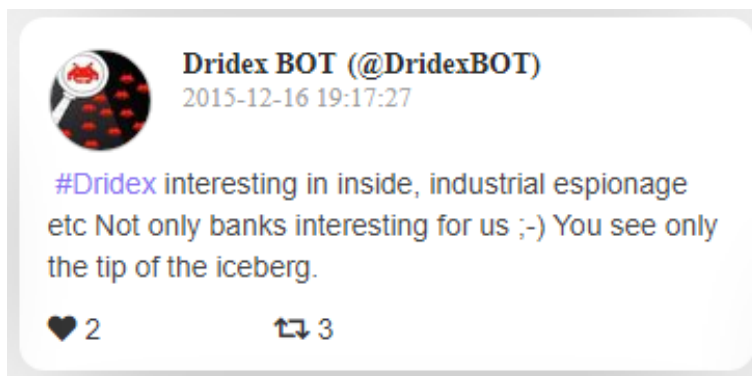 Dridex BOT (@DridexBOT)
2015-12-16 19:17:27
#Dridex interesting in inside, industrial espionage
etc Not only banks interesting for us ;-) You see only
the tip of the iceberg.
2 3